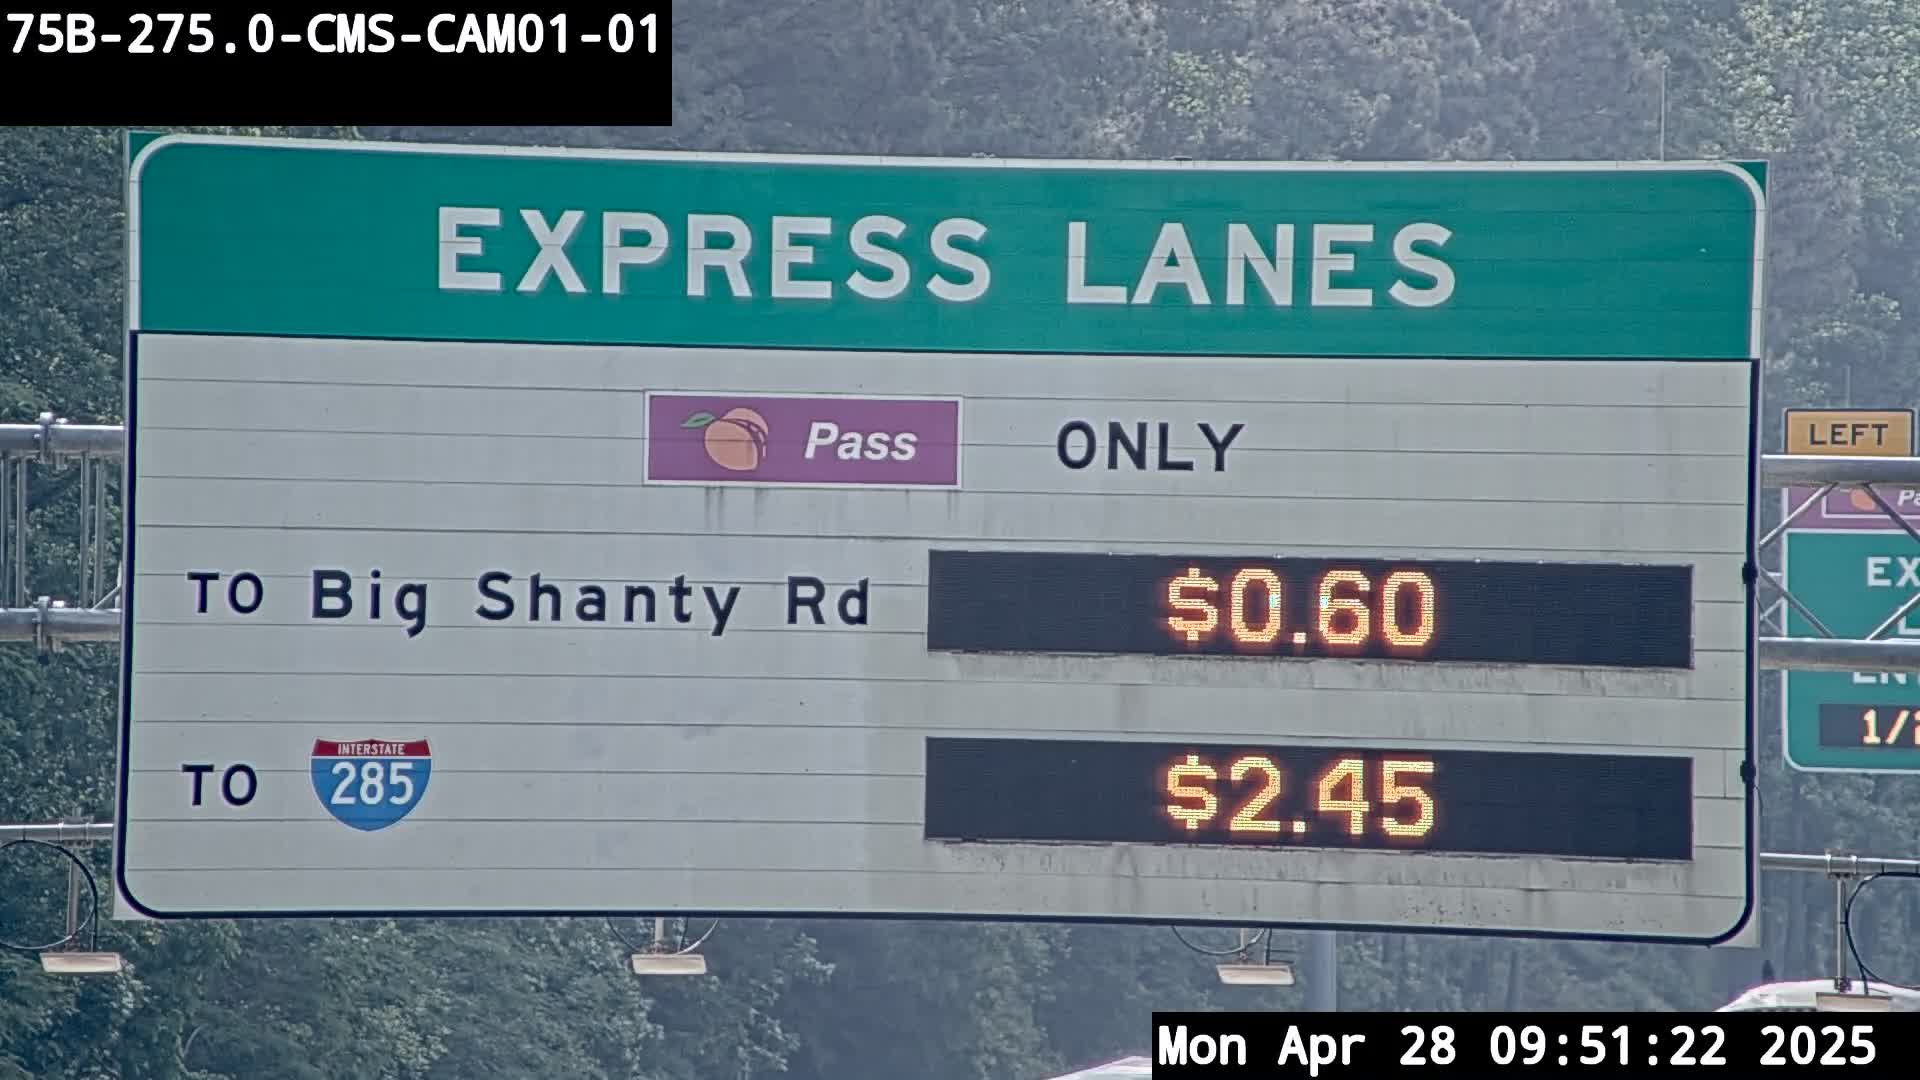 75B-275.0-CMS-CAM01-01
EXPRESS LANES
Pass ONLY
TO Big Shanty Rd $0.60
TO INTERSTATE 285 $2.45
LEFT
Mon Apr 28 09:51:22 2025